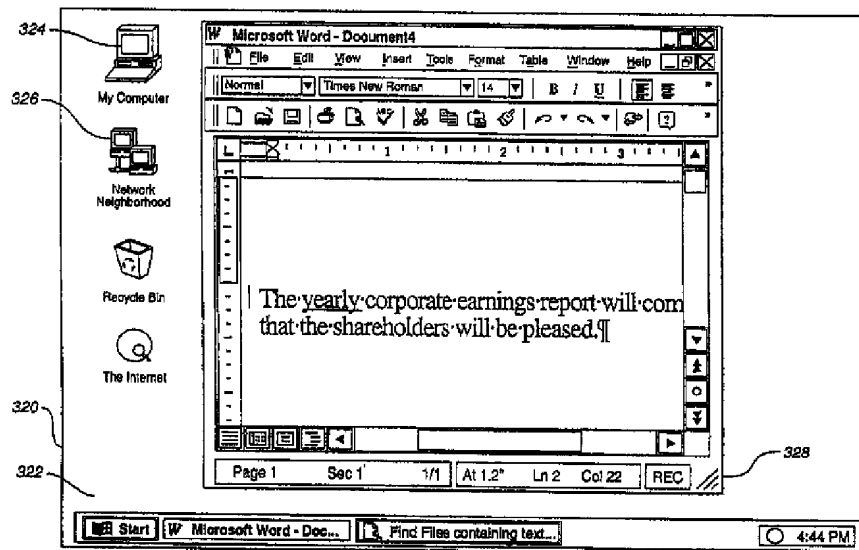 324
My Computer
326
Network
Neighborhood
Recycle Bin
The Internet
320
322
W Microsoft Word - Document4
File Edit View Insert Tools Format Table Window Help
Normal Times New Roman 14 B I U »
ABC ? »
L 1 2 3
1
The·yearly·corporate·earnings·report·will·com
that·the·shareholders·will·be·pleased.¶
Page 1 Sec 1 1/1 At 1.2" Ln 2 Col 22 REC
328
Start W Microsoft Word - Doc... Find Files containing text... 4:44 PM